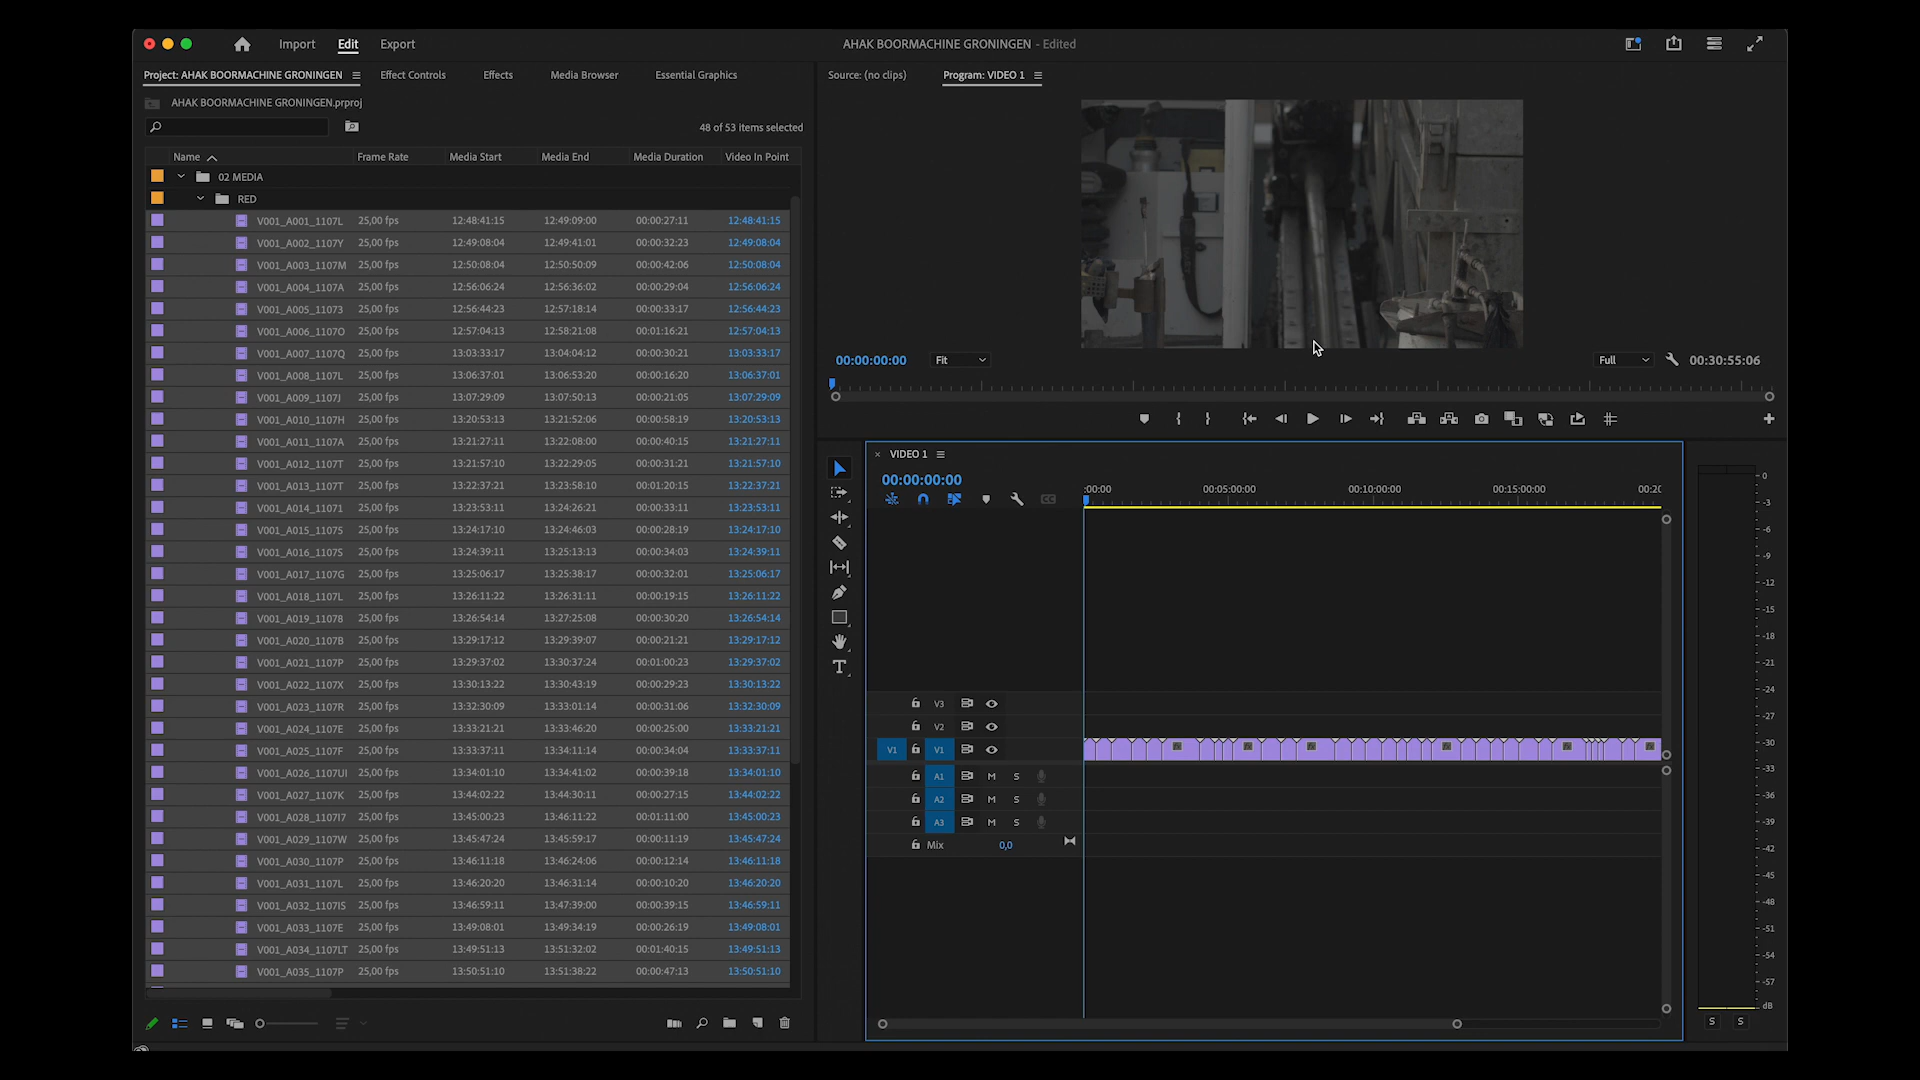 Import Edit Export
AHAK BOORMACHINE GRONINGEN - Edited
Project: AHAK BOORMACHINE GRONINGEN Effect Controls Effects Media Browser Essential Graphics
AHAK BOORMACHINE GRONINGEN.prproj
48 of 53 items selected
Name Frame Rate Media Start Media End Media Duration Video In Point
02 MEDIA
RED
V001_A001_1107L 25,00 fps 12:48:41:15 12:49:09:00 00:00:27:11 12:48:41:15
V001_A002_1107Y 25,00 fps 12:49:08:04 12:49:41:01 00:00:32:23 12:49:08:04
V001_A003_1107M 25,00 fps 12:50:08:04 12:50:50:09 00:00:42:06 12:50:08:04
V001_A004_1107A 25,00 fps 12:56:06:24 12:56:36:02 00:00:29:04 12:56:06:24
V001_A005_11073 25,00 fps 12:56:44:23 12:57:18:14 00:00:33:17 12:56:44:23
V001_A006_1107O 25,00 fps 12:57:04:13 12:58:21:08 00:01:16:21 12:57:04:13
V001_A007_1107Q 25,00 fps 13:03:33:17 13:04:04:12 00:00:30:21 13:03:33:17
V001_A008_1107L 25,00 fps 13:06:37:01 13:06:53:20 00:00:16:20 13:06:37:01
V001_A009_1107J 25,00 fps 13:07:29:09 13:07:50:13 00:00:21:05 13:07:29:09
V001_A010_1107H 25,00 fps 13:20:53:13 13:21:52:06 00:00:58:19 13:20:53:13
V001_A011_1107A 25,00 fps 13:21:27:11 13:22:08:00 00:00:40:15 13:21:27:11
V001_A012_1107T 25,00 fps 13:21:57:10 13:22:29:05 00:00:31:21 13:21:57:10
V001_A013_1107T 25,00 fps 13:22:37:21 13:23:58:10 00:01:20:15 13:22:37:21
V001_A014_11071 25,00 fps 13:23:53:11 13:24:26:21 00:00:33:11 13:23:53:11
V001_A015_11075 25,00 fps 13:24:17:10 13:24:46:03 00:00:28:19 13:24:17:10
V001_A016_1107S 25,00 fps 13:24:39:11 13:25:13:13 00:00:34:03 13:24:39:11
V001_A017_1107G 25,00 fps 13:25:06:17 13:25:38:17 00:00:32:01 13:25:06:17
V001_A018_1107L 25,00 fps 13:26:11:22 13:26:31:11 00:00:19:15 13:26:11:22
V001_A019_11078 25,00 fps 13:26:54:14 13:27:25:08 00:00:30:20 13:26:54:14
V001_A020_1107B 25,00 fps 13:29:17:12 13:29:39:07 00:00:21:21 13:29:17:12
V001_A021_1107P 25,00 fps 13:29:37:02 13:30:37:24 00:01:00:23 13:29:37:02
V001_A022_1107X 25,00 fps 13:30:13:22 13:30:43:19 00:00:29:23 13:30:13:22
V001_A023_1107R 25,00 fps 13:32:30:09 13:33:01:14 00:00:31:06 13:32:30:09
V001_A024_1107E 25,00 fps 13:33:21:21 13:33:46:20 00:00:25:00 13:33:21:21
V001_A025_1107F 25,00 fps 13:33:37:11 13:34:11:14 00:00:34:04 13:33:37:11
V001_A026_1107UI 25,00 fps 13:34:01:10 13:34:41:02 00:00:39:18 13:34:01:10
V001_A027_1107K 25,00 fps 13:44:02:22 13:44:30:11 00:00:27:15 13:44:02:22
V001_A028_1107I7 25,00 fps 13:45:00:23 13:46:11:22 00:01:11:00 13:45:00:23
V001_A029_1107W 25,00 fps 13:45:47:24 13:45:59:17 00:00:11:19 13:45:47:24
V001_A030_1107P 25,00 fps 13:46:11:18 13:46:24:06 00:00:12:14 13:46:11:18
V001_A031_1107L 25,00 fps 13:46:20:20 13:46:31:14 00:00:10:20 13:46:20:20
V001_A032_1107IS 25,00 fps 13:46:59:11 13:47:39:00 00:00:39:15 13:46:59:11
V001_A033_1107E 25,00 fps 13:49:08:01 13:49:34:19 00:00:26:19 13:49:08:01
V001_A034_1107LT 25,00 fps 13:49:51:13 13:51:32:02 00:01:40:15 13:49:51:13
V001_A035_1107P 25,00 fps 13:50:51:10 13:51:38:22 00:00:47:13 13:50:51:10
Source: (no clips) Program: VIDEO 1
00:00:00:00 Fit Full 00:30:55:06
VIDEO 1
00:00:00:00
:00:00 00:05:00:00 00:10:00:00 00:15:00:00 00:20
V3
V2
V1 V1
A1 M S
A2 M S
A3 M S
Mix 0,0
0
-3
-6
-9
-12
-15
-18
-21
-24
-27
-30
-33
-36
-39
-42
-45
-48
-51
-54
-57
dB
S S